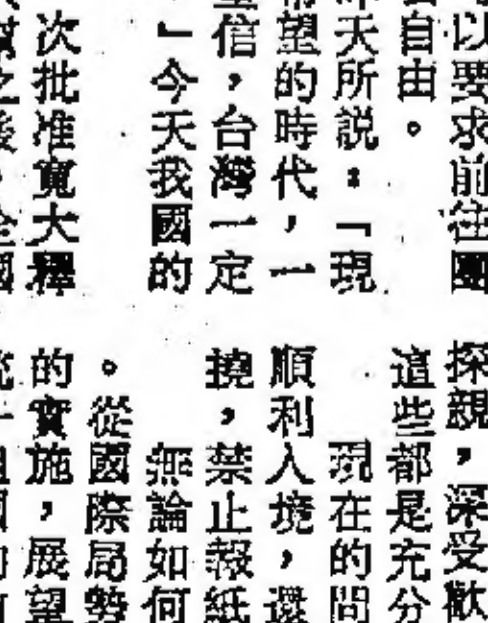 以要求前往團
自由。
天所説：「現
望的時代，一
信，台灣一定
」今天我國的
次批准寬大釋
探親，深受歡
這些都是充分
現在的問
順利入境，還
撓，禁止報紙
無論如何
。從國際局勢
的實施，展望